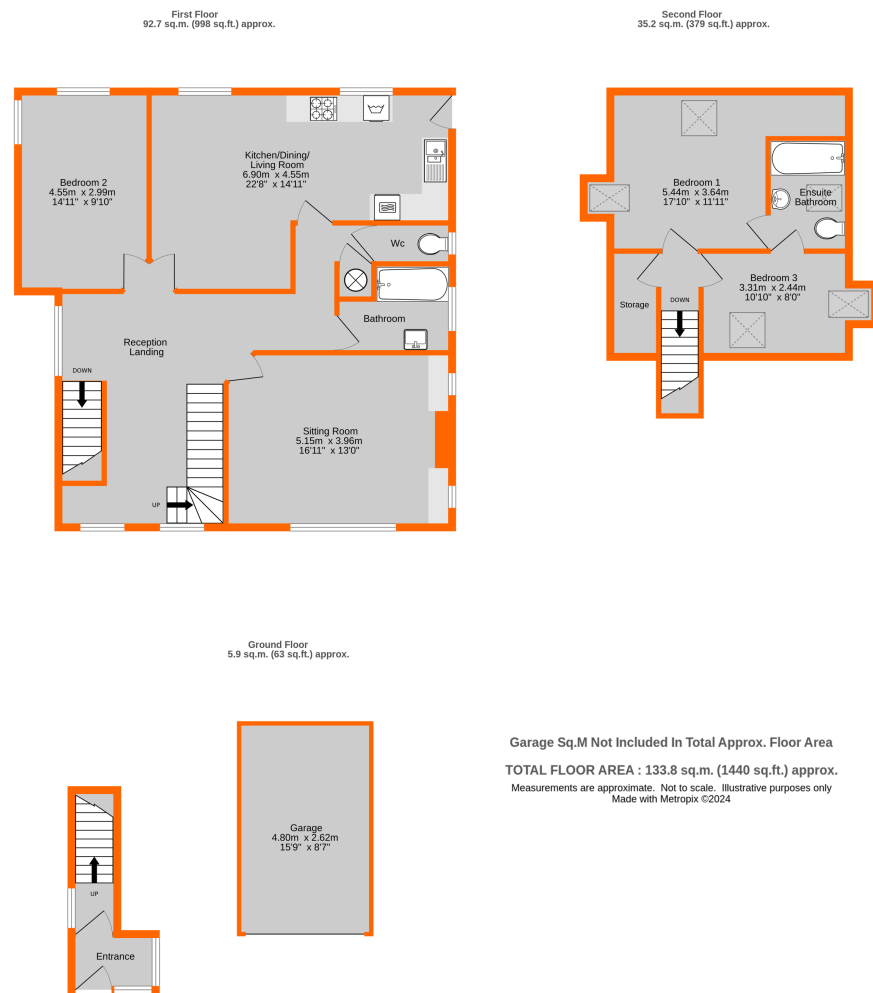 First Floor
92.7 sq.m. (998 sq.ft.) approx.
Second Floor
35.2 sq.m. (379 sq.ft.) approx.
Kitchen/Dining/
Living Room
6.90m x 4.55m
22'8" x 14'11"
Bedroom 2
4.55m x 2.99m
14'11" x 9'10"
Wc
Bathroom
Reception
Landing
DOWN
Sitting Room
5.15m x 3.96m
16'11" x 13'0"
UP
Bedroom 1
5.44m x 3.64m
17'10" x 11'11"
Ensuite
Bathroom
Bedroom 3
3.31m x 2.44m
10'10" x 8'0"
Storage
DOWN
Ground Floor
5.9 sq.m. (63 sq.ft.) approx.
Garage
4.80m x 2.62m
15'9" x 8'7"
UP
Entrance
Garage Sq.M Not Included In Total Approx. Floor Area
TOTAL FLOOR AREA : 133.8 sq.m. (1440 sq.ft.) approx.
Measurements are approximate. Not to scale. Illustrative purposes only
Made with Metropix ©2024